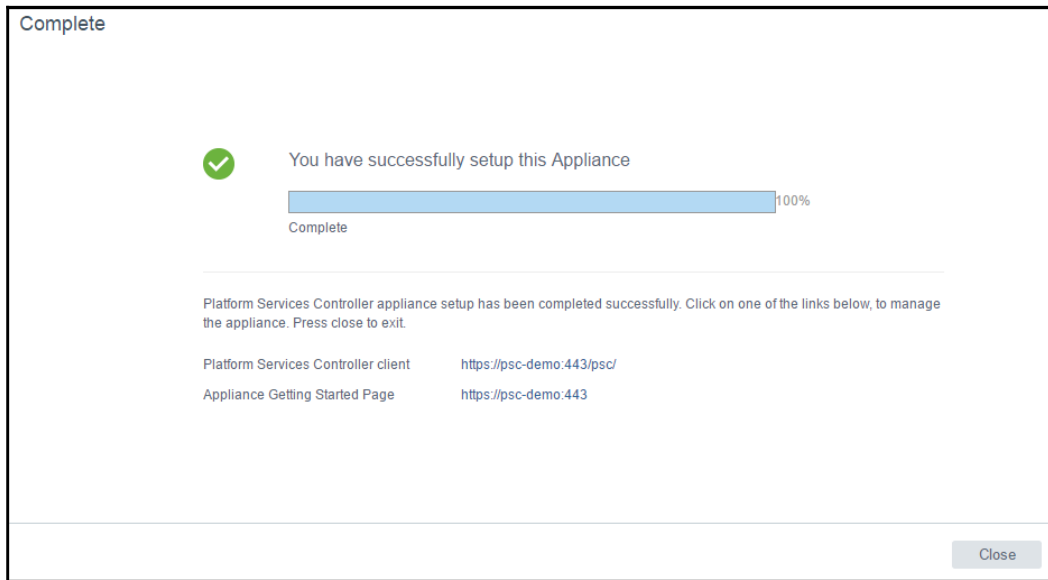 Complete
You have successfully setup this Appliance
100%
Complete
Platform Services Controller appliance setup has been completed successfully. Click on one of the links below, to manage
the appliance. Press close to exit.
Platform Services Controller client https://psc-demo:443/psc/
Appliance Getting Started Page https://psc-demo:443
Close